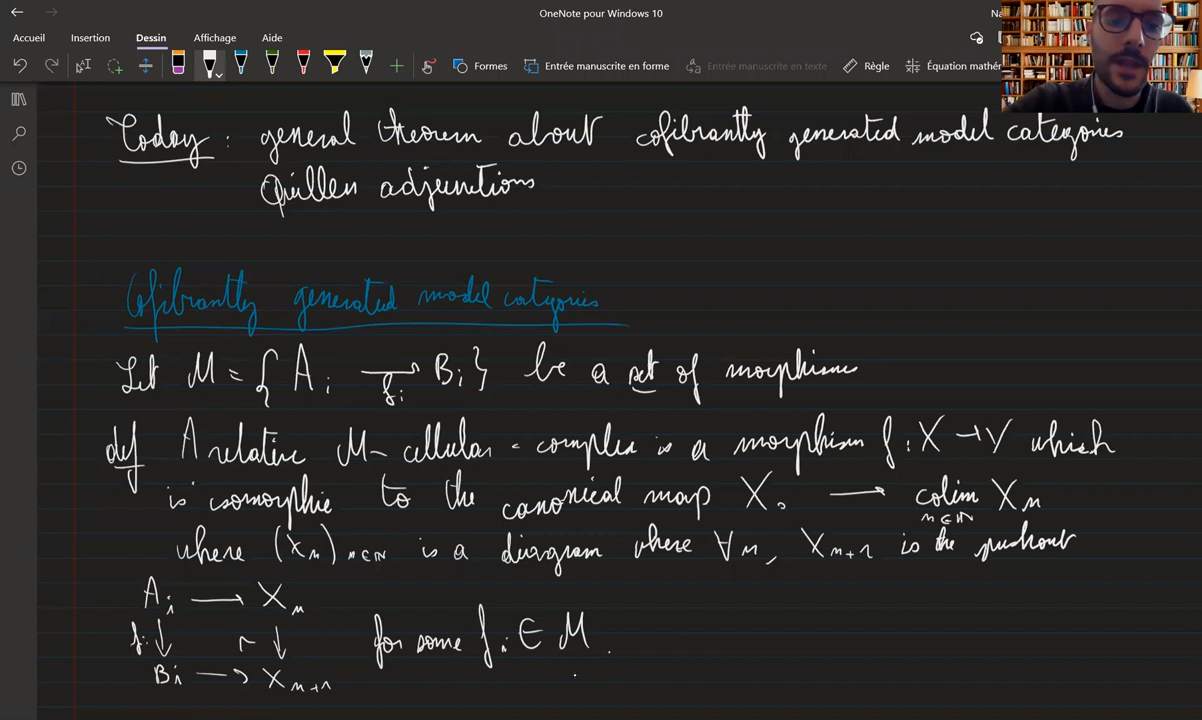 OneNote pour Windows 10
Accueil Insertion Dessin Affichage Aide
Formes Entrée manuscrite en forme Entrée manuscrite en texte Règle Équation mathé
Today : general theorem about cofibrantly generated model categories
Quillen adjunctions
Cofibrantly generated model categories
Let M = { A_i →_{f_i} B_i } be a set of morphisms
def A relative M-cellular-complex is a morphism f : X → Y which
is isomorphic to the canonical map X_0 → colim_{n∈ℕ} X_n
where (X_n)_{n∈ℕ} is a diagram where ∀n, X_{n+1} is the pushout
A_i → X_n
f_i ↓ ⌜ ↓ for some f_i ∈ M.
B_i → X_{n+1}